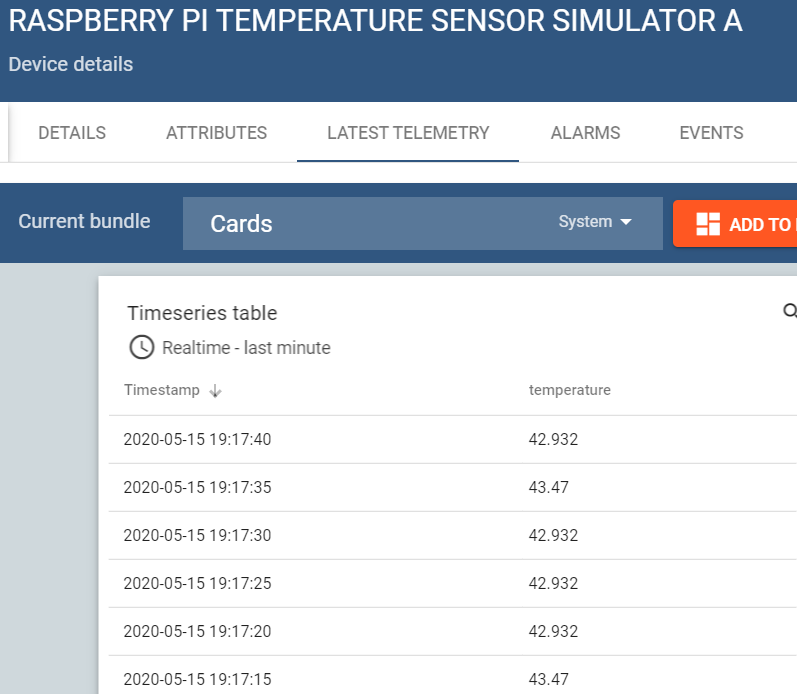 RASPBERRY PI TEMPERATURE SENSOR SIMULATOR A
Device details
DETAILS ATTRIBUTES LATEST TELEMETRY ALARMS EVENTS
Current bundle Cards System ADD TO
Timeseries table
Realtime - last minute
Timestamp temperature
2020-05-15 19:17:40 42.932
2020-05-15 19:17:35 43.47
2020-05-15 19:17:30 42.932
2020-05-15 19:17:25 42.932
2020-05-15 19:17:20 42.932
2020-05-15 19:17:15 43.47